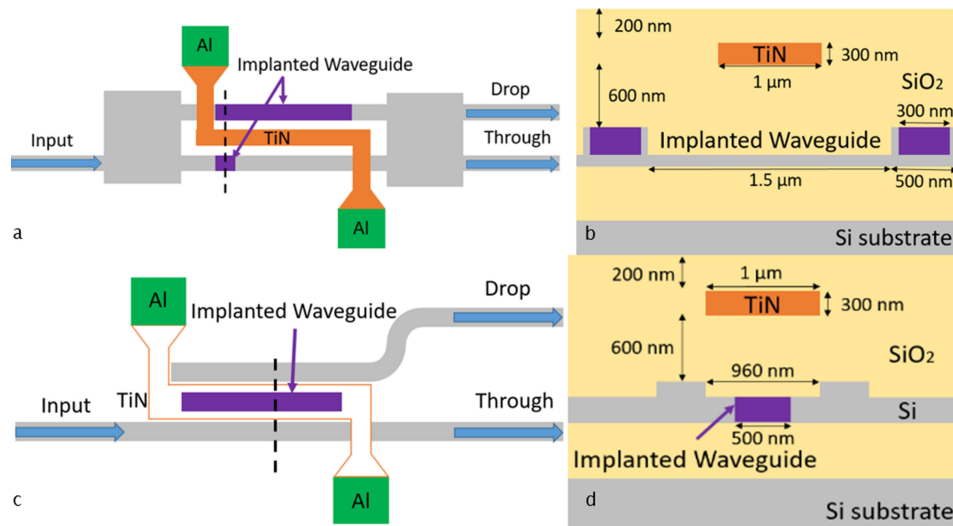 Al
Implanted Waveguide
Drop
Input
TiN
Through
Al
a
200 nm
TiN
300 nm
1 µm
SiO2
600 nm
300 nm
Implanted Waveguide
1.5 µm
500 nm
Si substrate
b
Al
Implanted Waveguide
Drop
Input
TiN
Through
Al
c
200 nm
1 µm
TiN
300 nm
600 nm
960 nm
SiO2
Si
500 nm
Implanted Waveguide
Si substrate
d